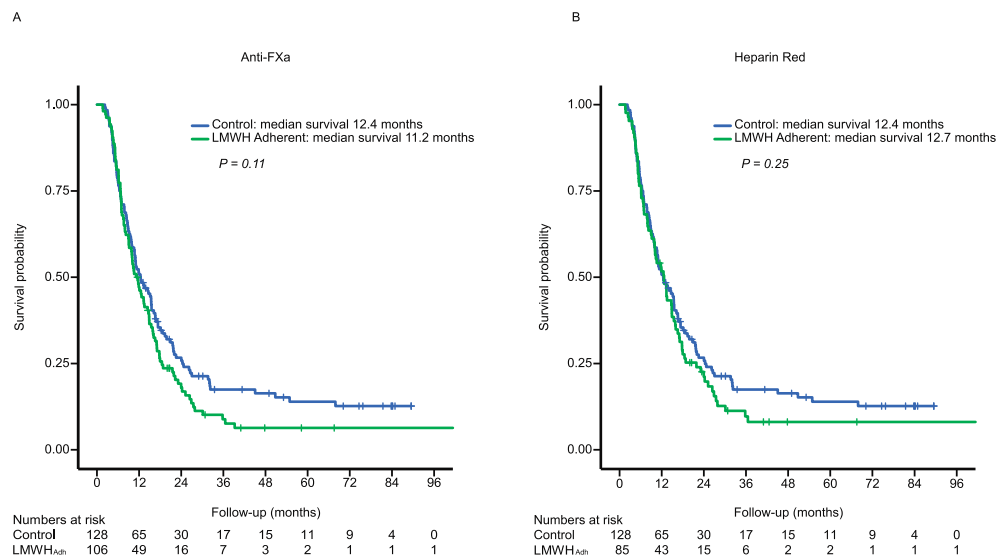 A
Anti-FXa
Control: median survival 12.4 months
LMWH Adherent: median survival 11.2 months
P = 0.11
Survival probability
1.00
0.75
0.50
0.25
0.00
0 12 24 36 48 60 72 84 96
Follow-up (months)
Numbers at risk
Control 128 65 30 17 15 11 9 4 0
LMWHAdh 106 49 16 7 3 2 1 1 1
B
Heparin Red
Control: median survival 12.4 months
LMWH Adherent: median survival 12.7 months
P = 0.25
Survival probability
1.00
0.75
0.50
0.25
0.00
0 12 24 36 48 60 72 84 96
Follow-up (months)
Numbers at risk
Control 128 65 30 17 15 11 9 4 0
LMWHAdh 85 43 15 6 2 2 1 1 1